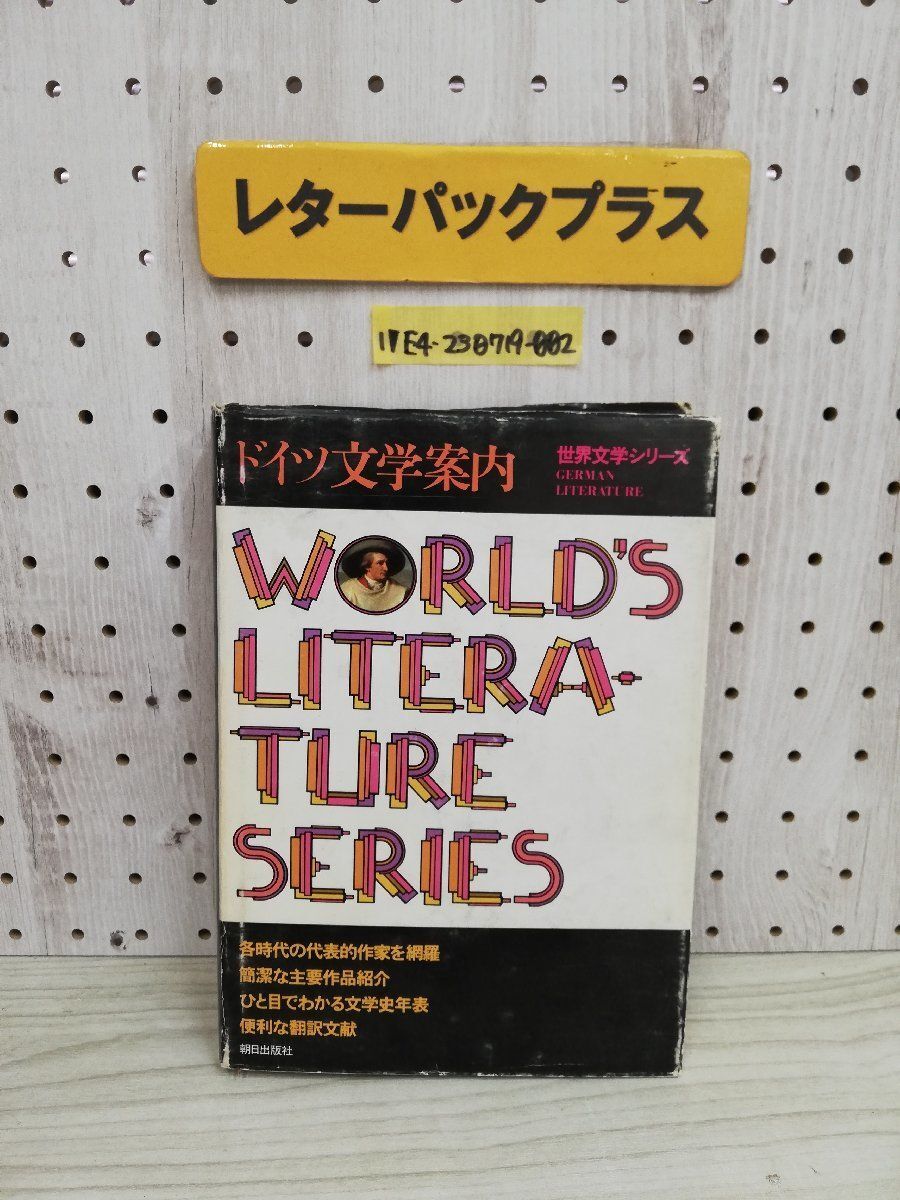 レターパックプラス
17E4-230719-002
ドイツ文学案内
世界文学シリーズ
GERMAN
LITERATURE
WORLD'S
LITERA-
TURE
SERIES
各時代の代表的作家を網羅
簡潔な主要作品紹介
ひと目でわかる文学史年表
便利な翻訳文献
朝日出版社